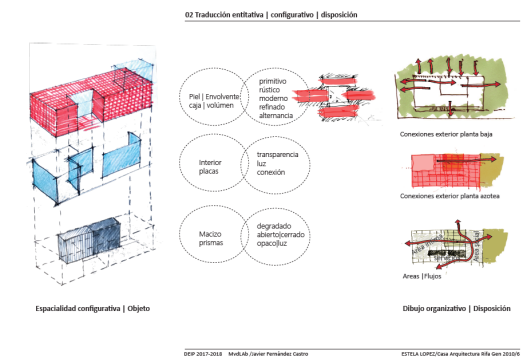 02 Traducción entitativa | configurativo | disposición
Piel | Envolvente
caja | volúmen
primitivo
rústico
moderno
refinado
alternancia
Conexiones exterior planta baja
Interior
placas
transparencia
luz
conexión
Conexiones exterior planta azotea
Macizo
prismas
degradado
abierto|cerrado
opaco|luz
Areas |Flujos
Espacialidad configurativa | Objeto
Dibujo organizativo | Disposición
DEIP 2017-2018 MvdLAb /Javier Fernández Castro
ESTELA LOPEZ/Casa Arquitectura Rifa Gen 2010/6